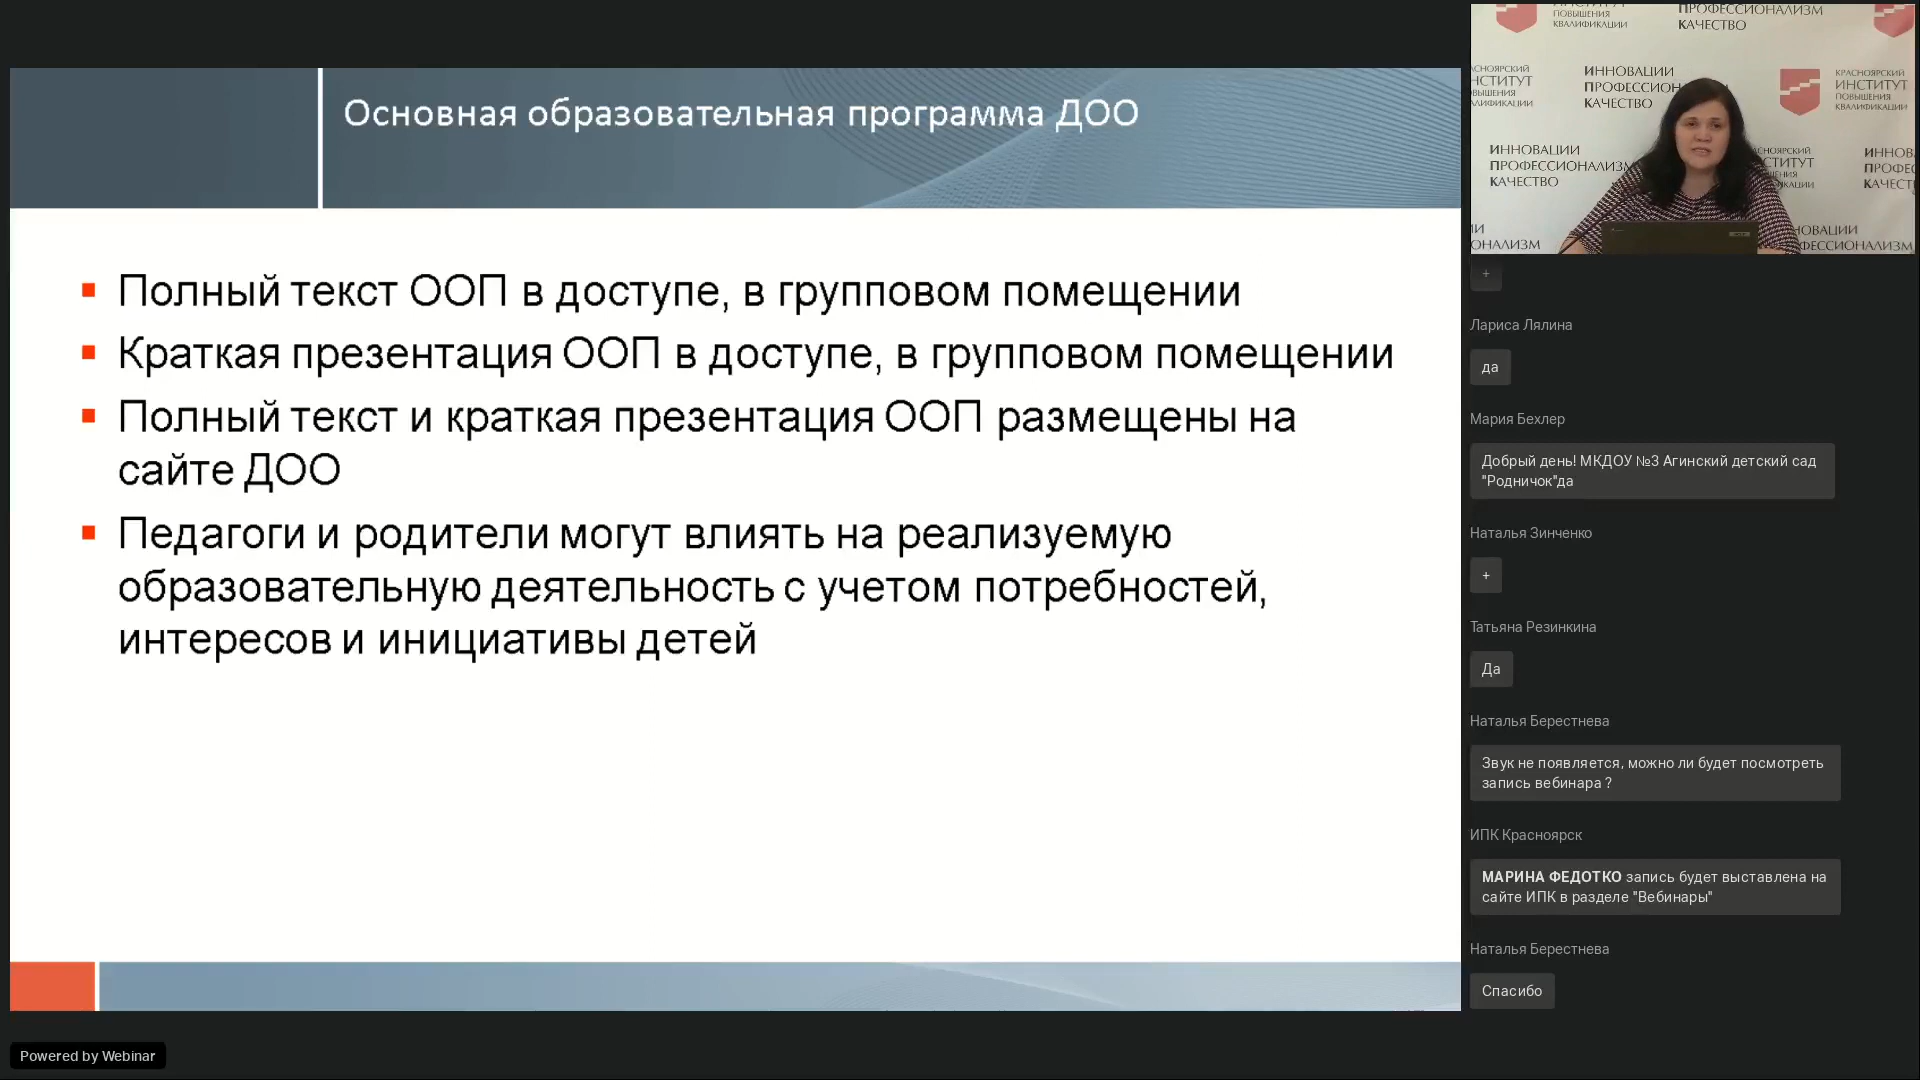 Основная образовательная программа ДОО
Полный текст ООП в доступе, в групповом помещении
Краткая презентация ООП в доступе, в групповом помещении
Полный текст и краткая презентация ООП размещены на
сайте ДОО
Педагоги и родители могут влиять на реализуемую
образовательную деятельность с учетом потребностей,
интересов и инициативы детей
Powered by Webinar
ПОВЫШЕНИЯ
КВАЛИФИКАЦИИ
ПРОФЕССИОНАЛИЗМ
КАЧЕСТВО
ИННОВАЦИИ
КАЧЕСТВО
КРАСНОЯРСКИЙ
ИНСТИТУТ
ПОВЫШЕНИЯ
КВАЛИФИКАЦИИ
ИННОВАЦИИ
ПРОФЕССИОНАЛИЗМ
КАЧЕСТВО
+
Лариса Лялина
да
Мария Бехлер
Добрый день! МКДОУ №3 Агинский детский сад
"Родничок"да
Наталья Зинченко
+
Татьяна Резинкина
Да
Наталья Берестнева
Звук не появляется, можно ли будет посмотреть
запись вебинара ?
ИПК Красноярск
МАРИНА ФЕДОТКО запись будет выставлена на
сайте ИПК в разделе "Вебинары"
Наталья Берестнева
Спасибо